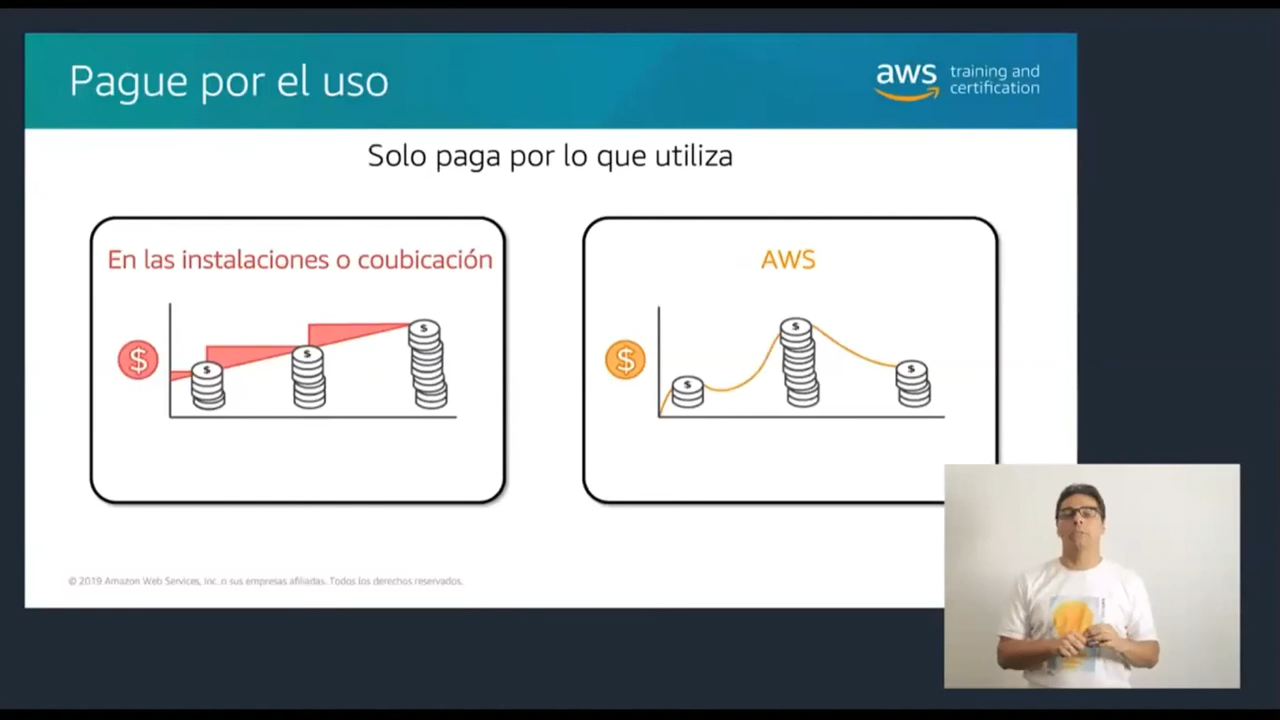 Pague por el uso
aws training and
certification
Solo paga por lo que utiliza
En las instalaciones o coubicación
$
$
$
$
AWS
$
$
$
$
© 2019 Amazon Web Services, Inc. o sus empresas afiliadas. Todos los derechos reservados.